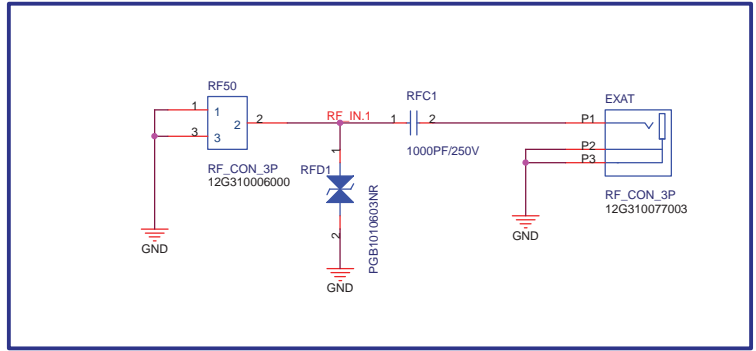 RF50
1
1
2
2
3
3
RF_CON_3P
12G310006000
GND
RF_IN.1
1
RFD1
2
PGB1010603NR
GND
RFC1
1
2
1000PF/250V
EXAT
P1
P2
P3
RF_CON_3P
12G310077003
GND